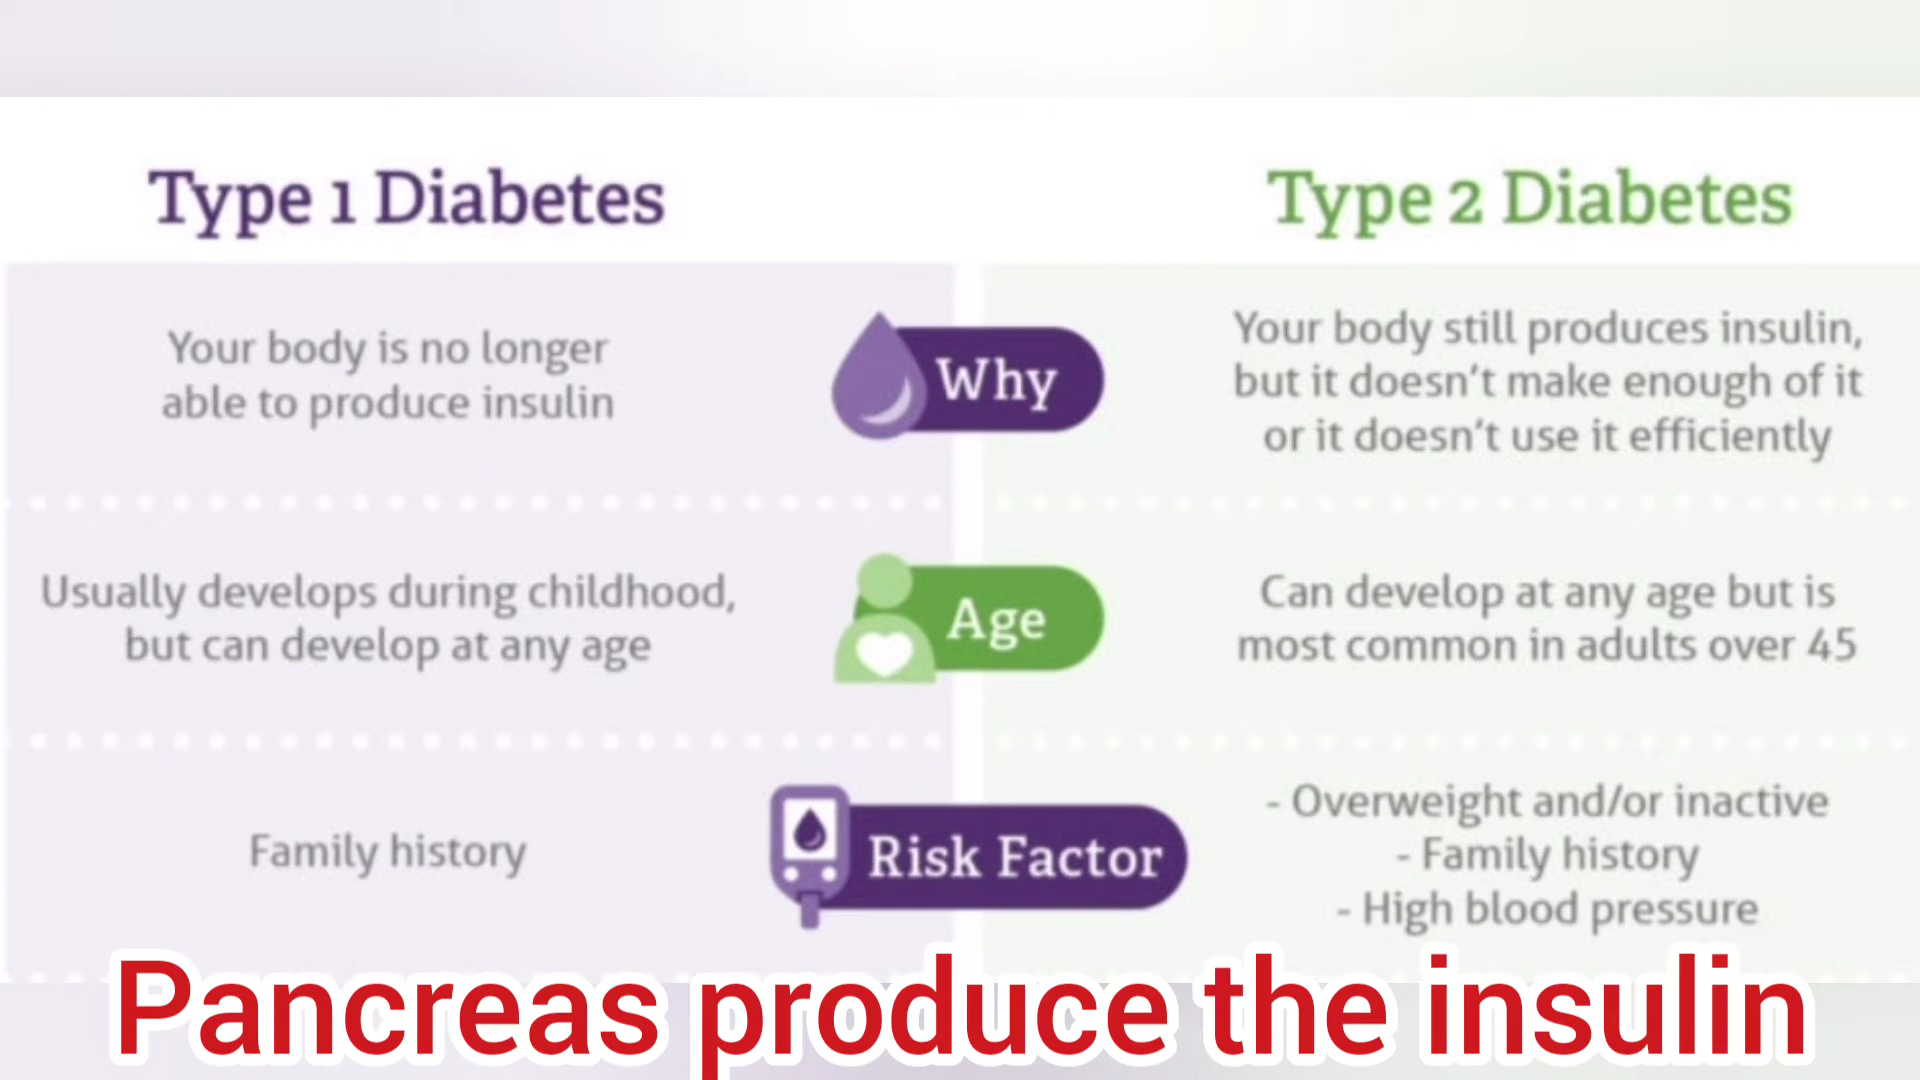 Type 1 Diabetes
Type 2 Diabetes
Your body is no longer
able to produce insulin
Why
Your body still produces insulin,
but it doesn't make enough of it
or it doesn't use it efficiently
Usually develops during childhood,
but can develop at any age
Age
Can develop at any age but is
most common in adults over 45
Family history
Risk Factor
- Overweight and/or inactive
- Family history
- High blood pressure
Pancreas produce the insulin